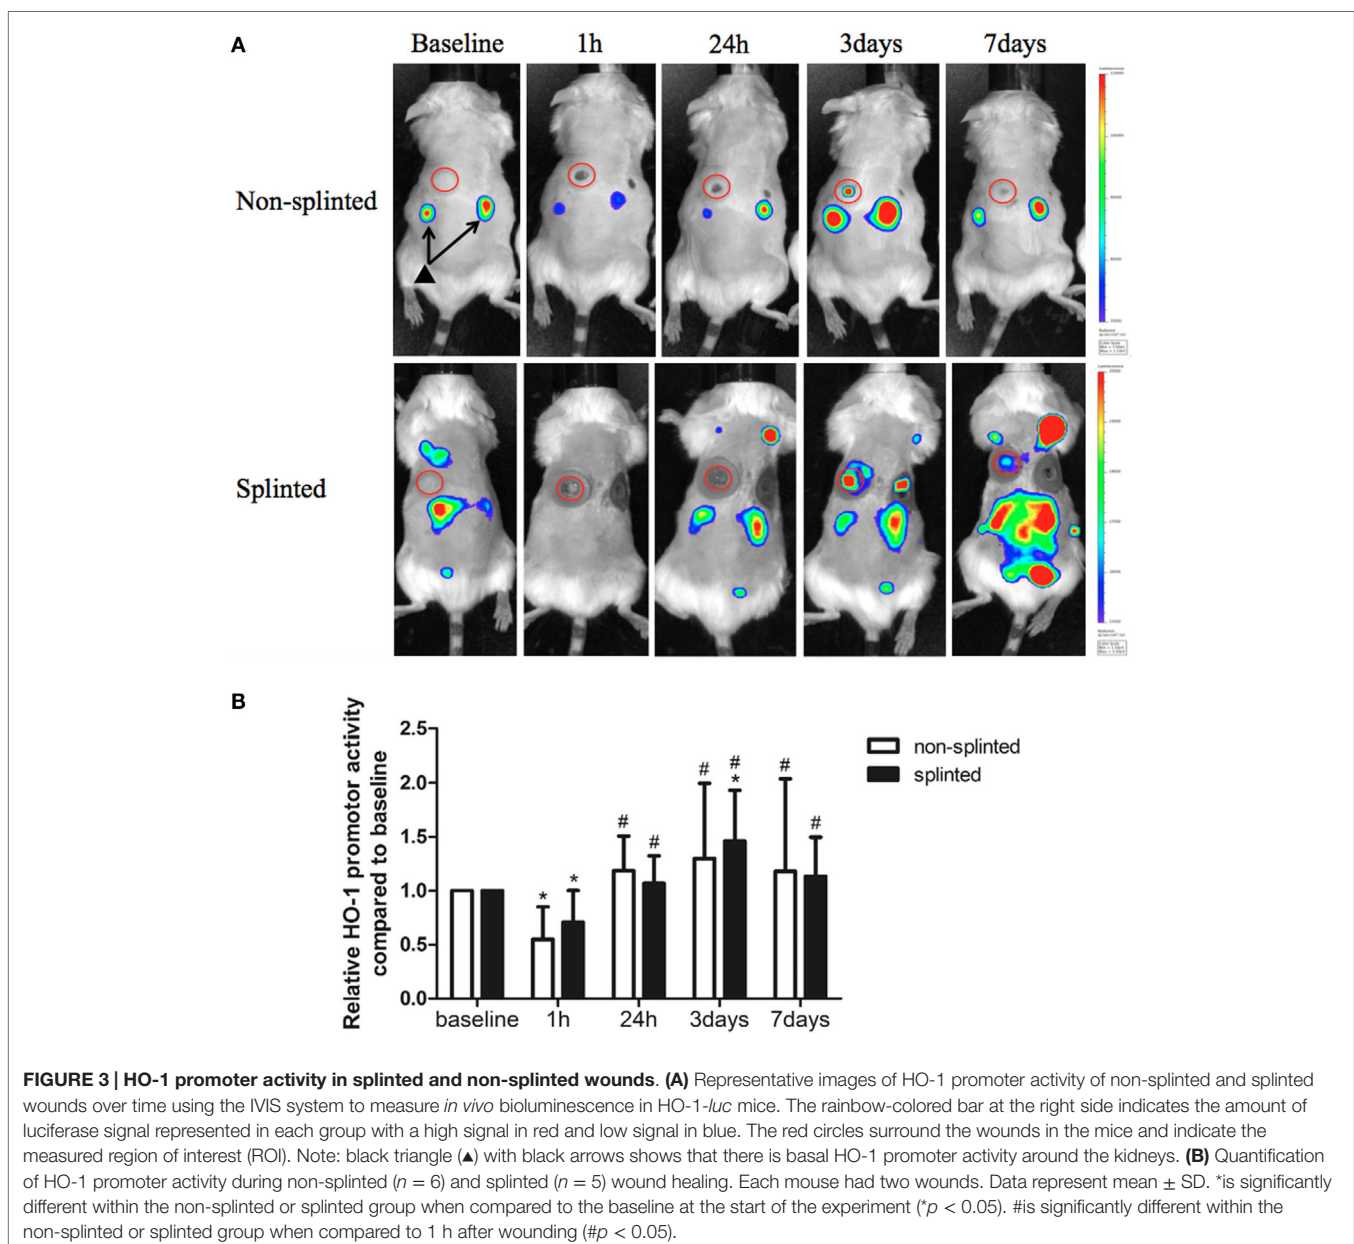 A
Baseline
1h
24h
3days
7days
Non-splinted
Splinted
B
Relative HO-1 promotor activity
compared to baseline
2.5
2.0
1.5
1.0
0.5
0.0
* * # # # # * # #
baseline
1h
24h
3days
7days
non-splinted
splinted
FIGURE 3 | HO-1 promoter activity in splinted and non-splinted wounds. (A) Representative images of HO-1 promoter activity of non-splinted and splinted
wounds over time using the IVIS system to measure in vivo bioluminescence in HO-1-luc mice. The rainbow-colored bar at the right side indicates the amount of
luciferase signal represented in each group with a high signal in red and low signal in blue. The red circles surround the wounds in the mice and indicate the
measured region of interest (ROI). Note: black triangle (▲) with black arrows shows that there is basal HO-1 promoter activity around the kidneys. (B) Quantification
of HO-1 promoter activity during non-splinted (n = 6) and splinted (n = 5) wound healing. Each mouse had two wounds. Data represent mean ± SD. *is significantly
different within the non-splinted or splinted group when compared to the baseline at the start of the experiment (*p < 0.05). #is significantly different within the
non-splinted or splinted group when compared to 1 h after wounding (#p < 0.05).